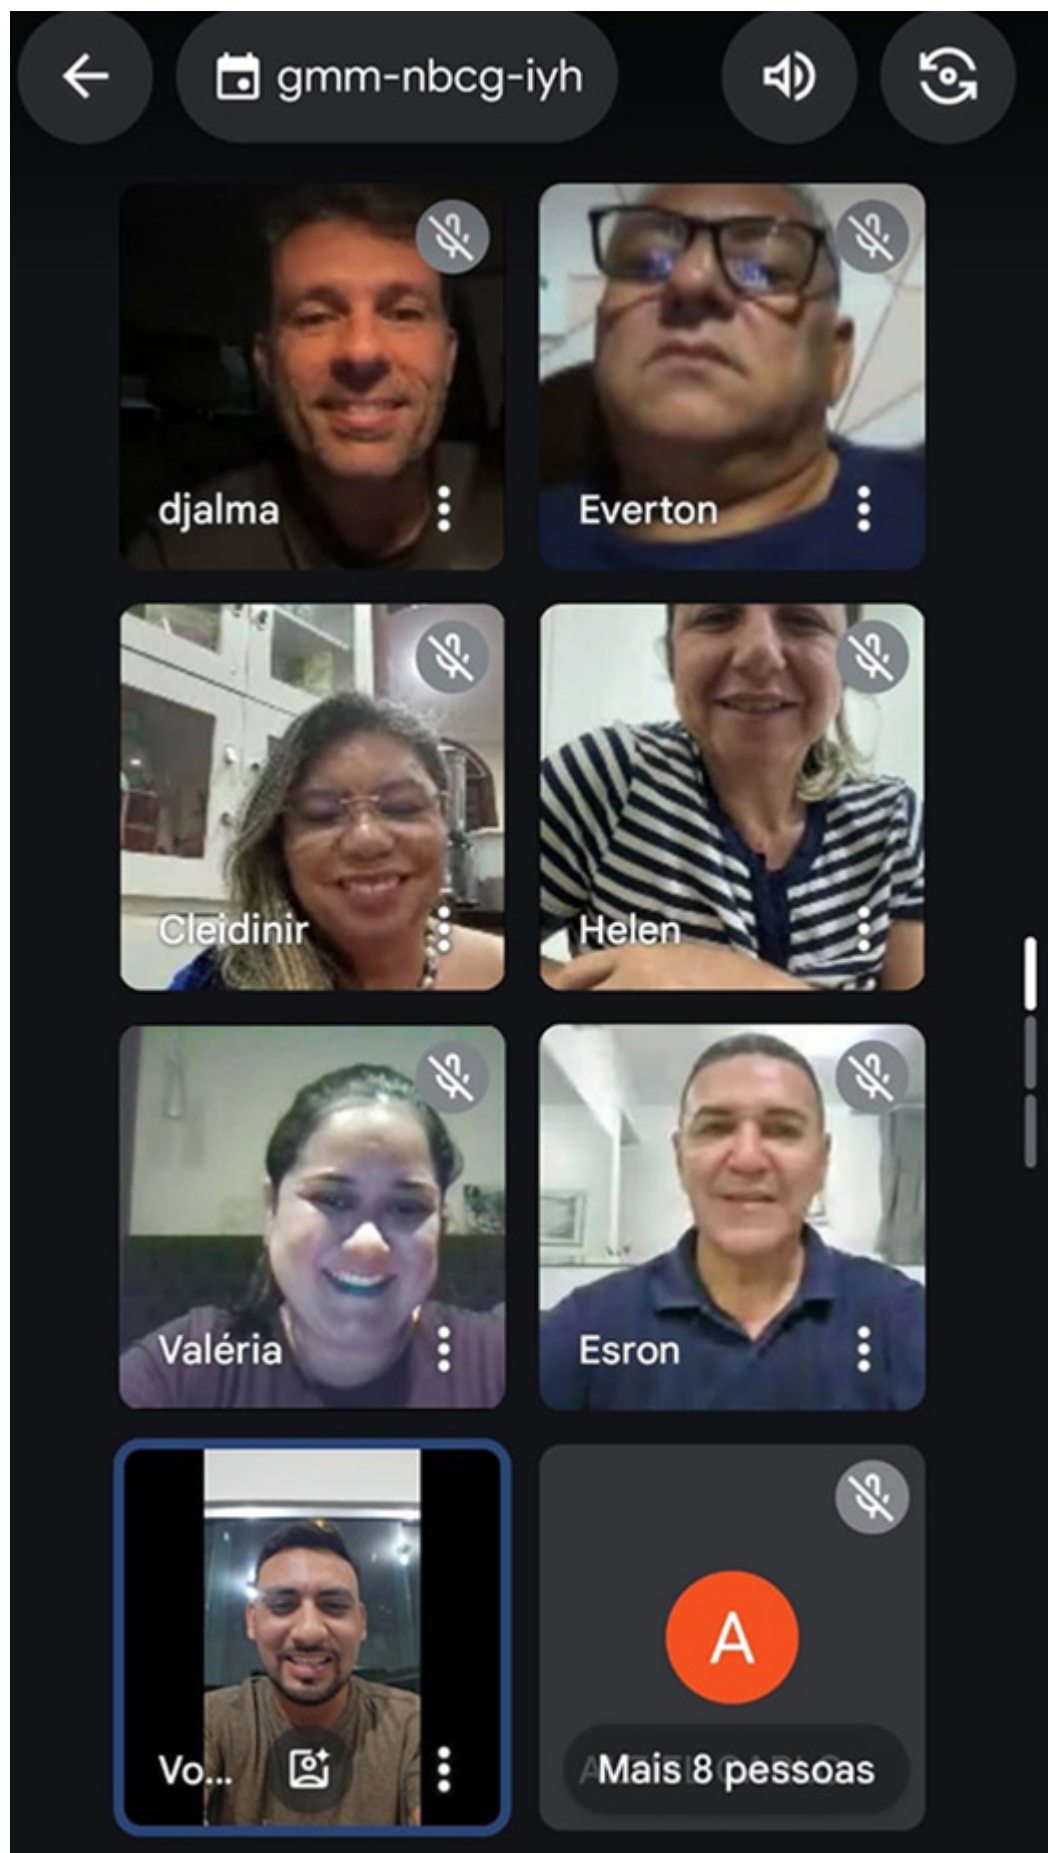 gmm-nbcg-iyh
djalma
Everton
Cleidinir
Helen
Valéria
Esron
Vo...
A
Mais 8 pessoas